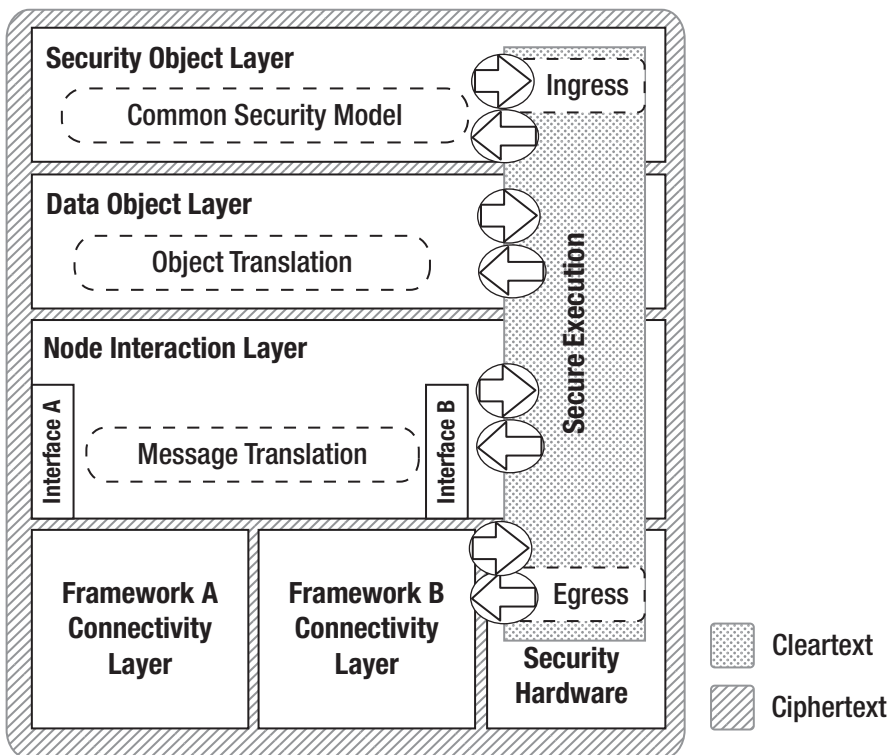 Security Object Layer
Common Security Model
Ingress
Data Object Layer
Object Translation
Secure Execution
Node Interaction Layer
Interface A
Message Translation
Interface B
Framework A
Connectivity
Layer
Framework B
Connectivity
Layer
Egress
Security
Hardware
Cleartext
Ciphertext